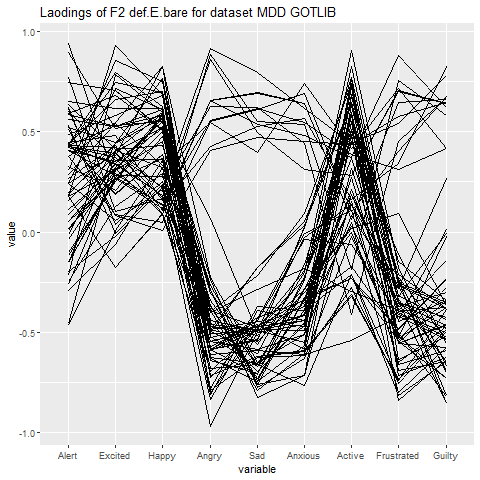 Laodings of F2 def.E.bare for dataset MDD GOTLIB
1.0
0.5
0.0
-0.5
-1.0
value
Alert Excited Happy Angry Sad Anxious Active Frustrated Guilty
variable